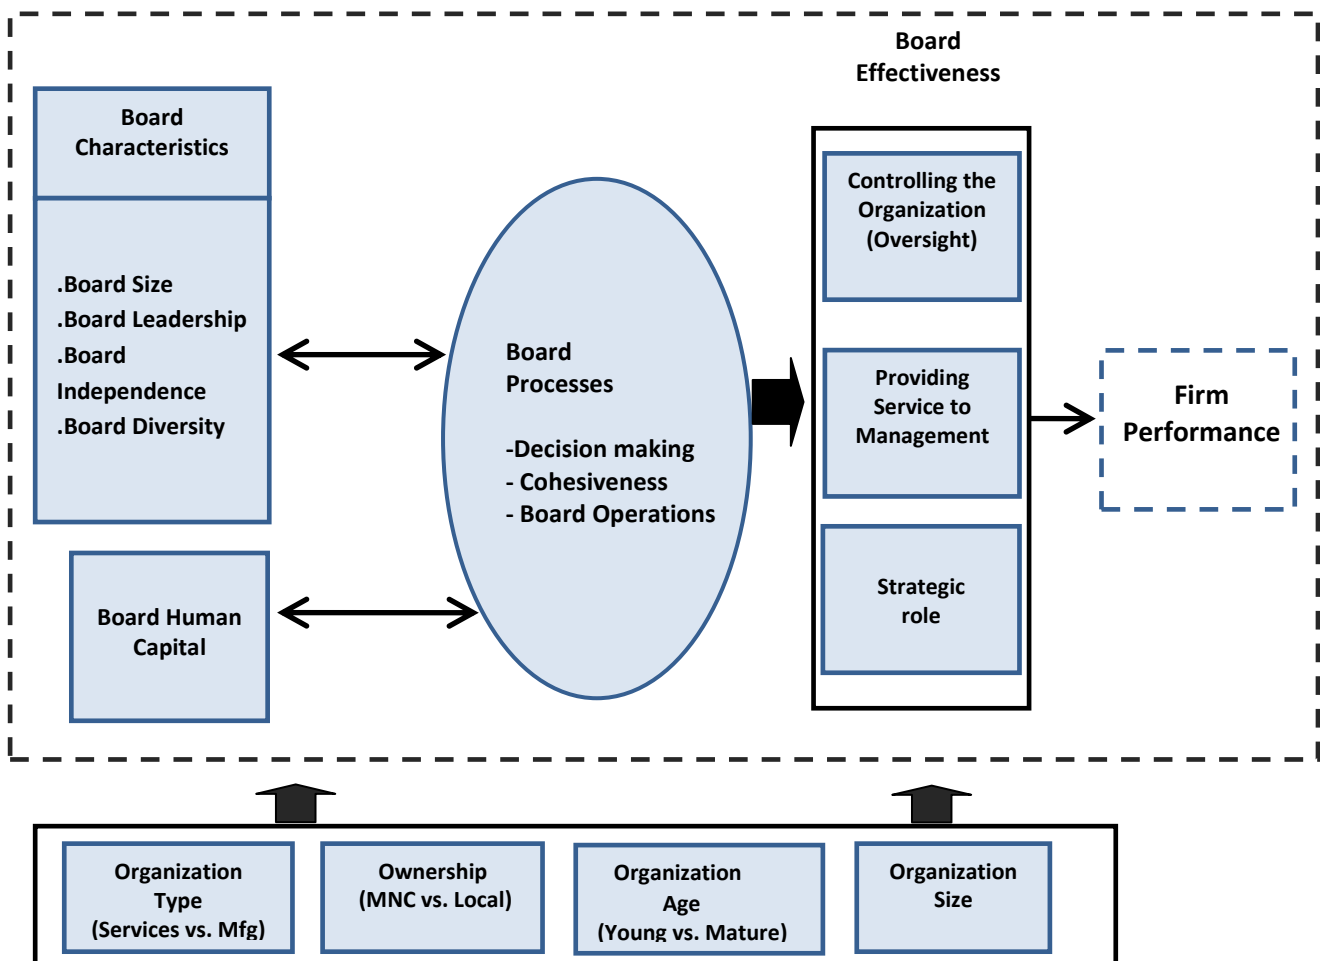 Board
Effectiveness
Board
Characteristics
.Board Size
.Board Leadership
.Board
Independence
.Board Diversity
Board Human
Capital
Board
Processes
-Decision making
- Cohesiveness
- Board Operations
Controlling the
Organization
(Oversight)
Providing
Service to
Management
Strategic
role
Firm
Performance
Organization
Type
(Services vs. Mfg)
Ownership
(MNC vs. Local)
Organization
Age
(Young vs. Mature)
Organization
Size